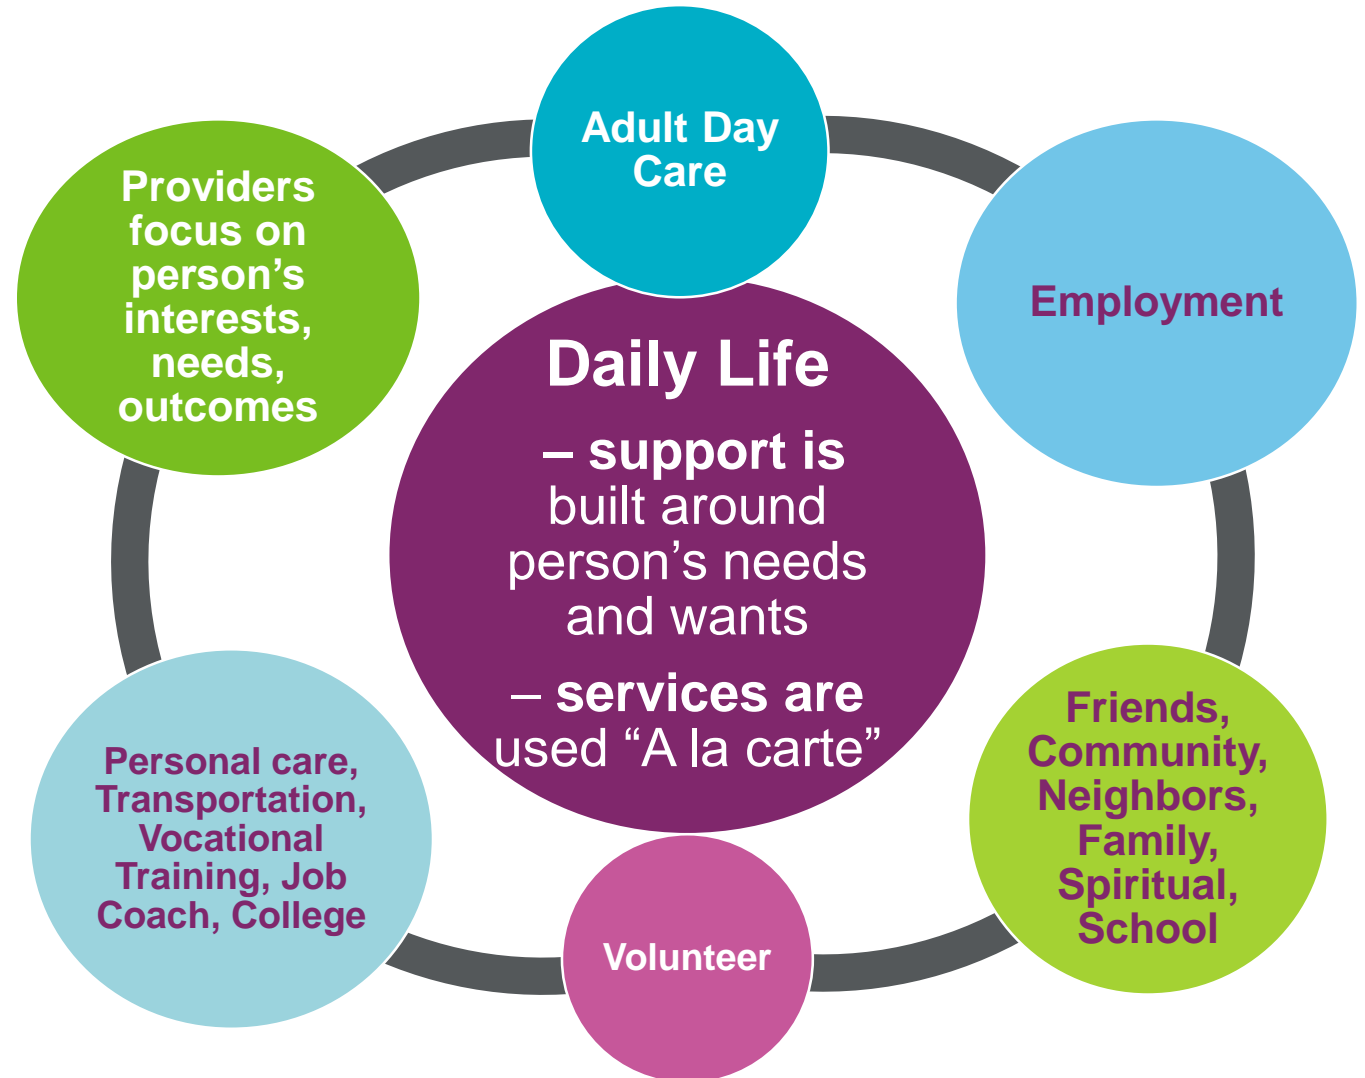 Adult Day
Care
Providers
focus on
person’s
interests,
needs,
outcomes
Employment
Daily Life
– support is
built around
person’s needs
and wants
– services are
used “A la carte”
Personal care,
Transportation,
Vocational
Training, Job
Coach, College
Friends,
Community,
Neighbors,
Family,
Spiritual,
School
Volunteer